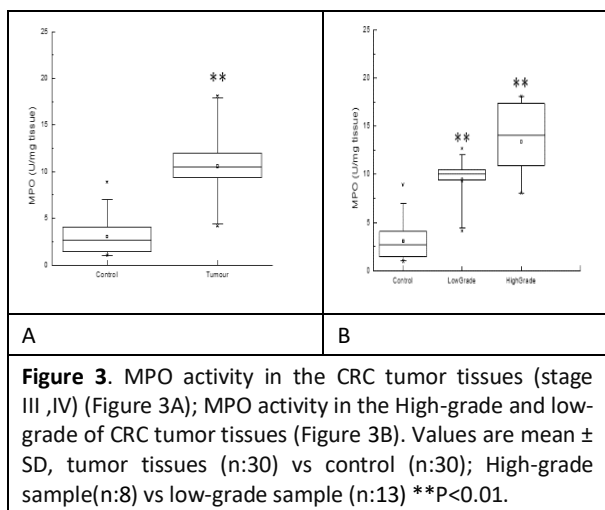 25
20
15
10
5
0
MPO (U/mg tissue)
**
Control
Tumour
25
20
15
10
5
0
MPO (U/mg tissue)
**
**
Control
LowGrade
HighGrade
A
B
Figure 3. MPO activity in the CRC tumor tissues (stage
III ,IV) (Figure 3A); MPO activity in the High-grade and low-
grade of CRC tumor tissues (Figure 3B). Values are mean ±
SD, tumor tissues (n:30) vs control (n:30); High-grade
sample(n:8) vs low-grade sample (n:13) **P<0.01.